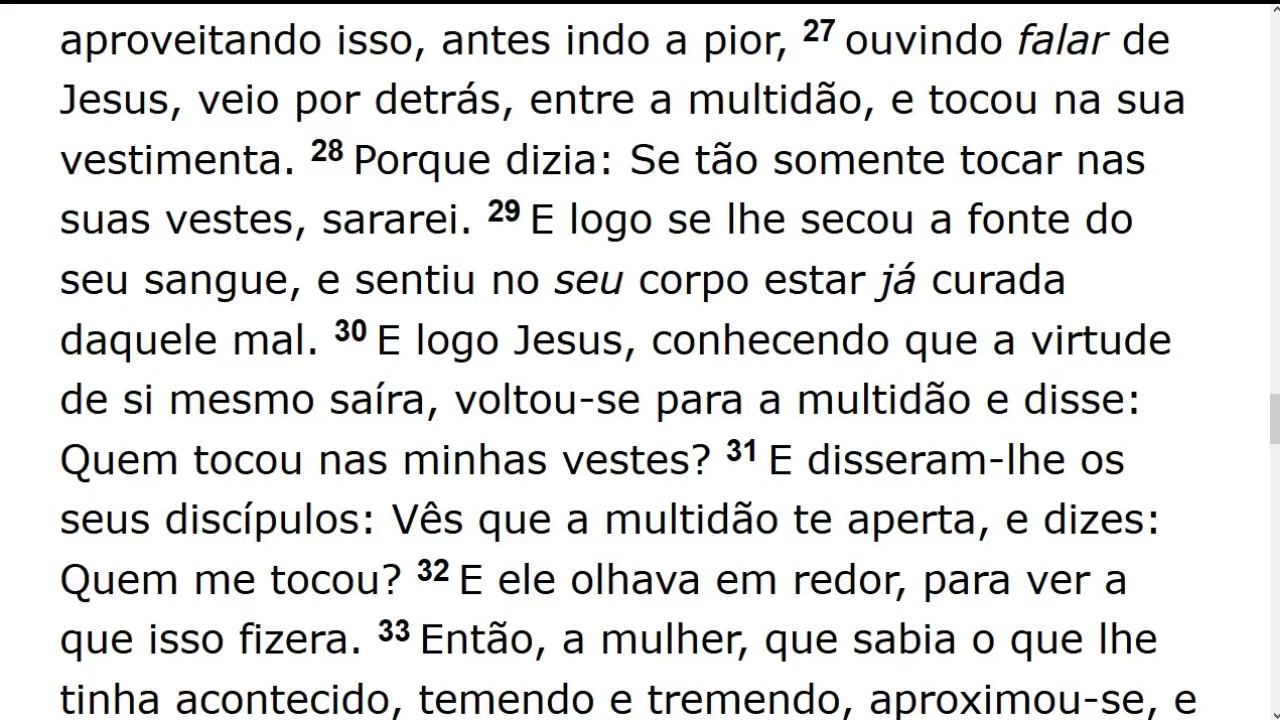 aproveitando isso, antes indo a pior, 27 ouvindo falar de
Jesus, veio por detrás, entre a multidão, e tocou na sua
vestimenta. 28 Porque dizia: Se tão somente tocar nas
suas vestes, sararei. 29 E logo se lhe secou a fonte do
seu sangue, e sentiu no seu corpo estar já curada
daquele mal. 30 E logo Jesus, conhecendo que a virtude
de si mesmo saíra, voltou-se para a multidão e disse:
Quem tocou nas minhas vestes? 31 E disseram-lhe os
seus discípulos: Vês que a multidão te aperta, e dizes:
Quem me tocou? 32 E ele olhava em redor, para ver a
que isso fizera. 33 Então, a mulher, que sabia o que lhe
tinha acontecido, temendo e tremendo, aproximou-se, e